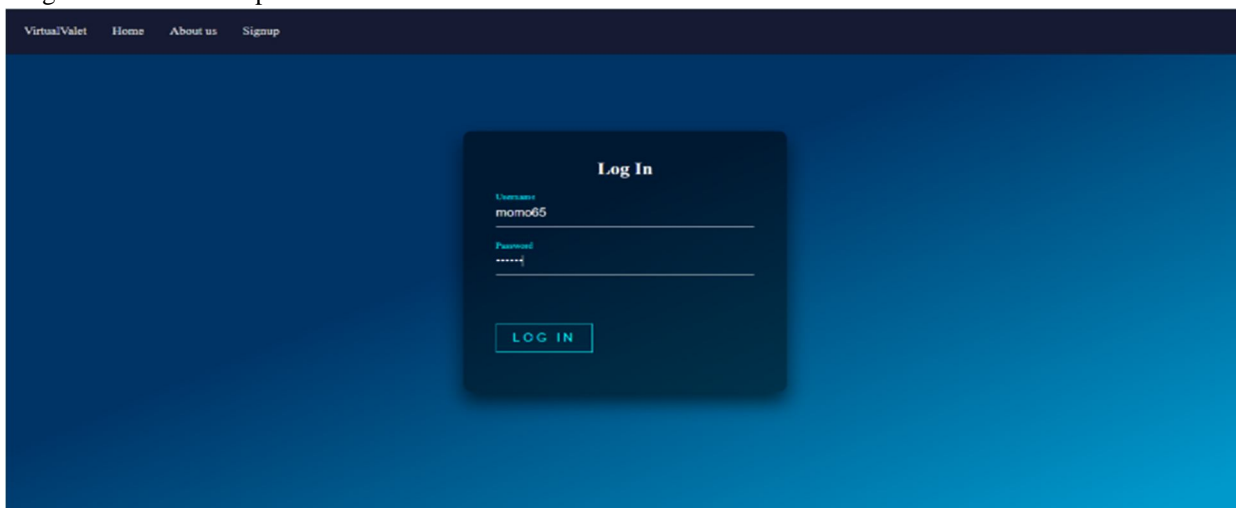 VirtualValet Home About us Signup
Log In
Username
momo65
Password
••••••
LOG IN